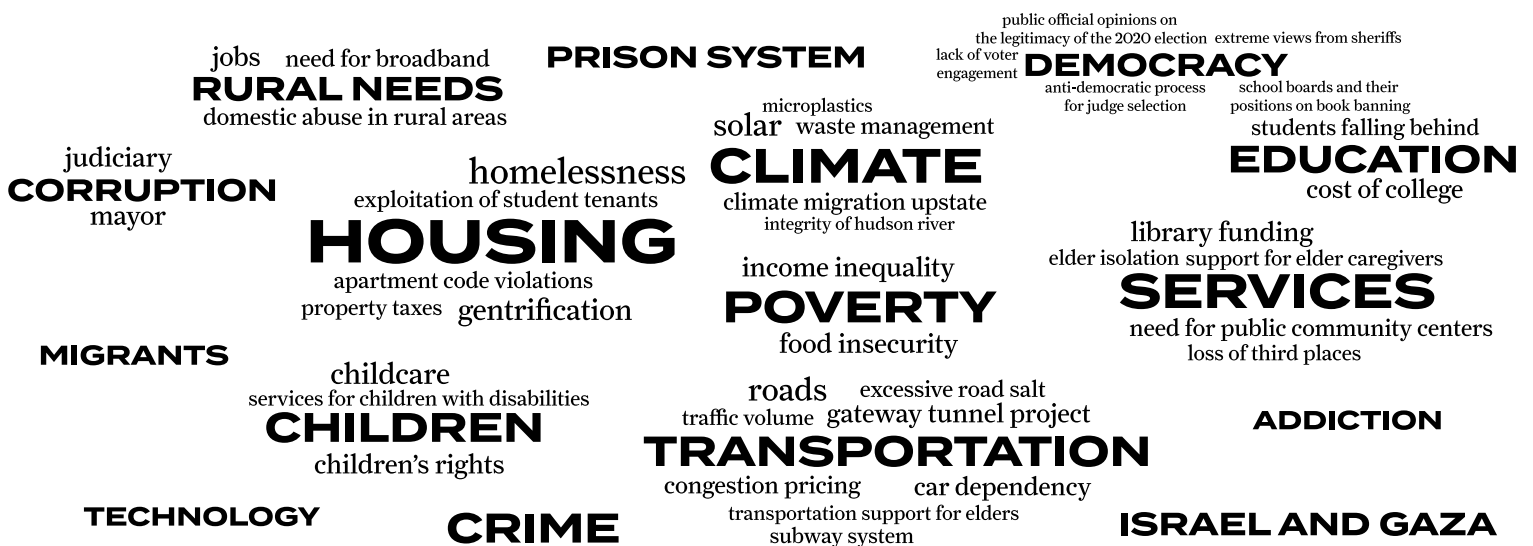 jobs need for broadband
RURAL NEEDS
domestic abuse in rural areas
PRISON SYSTEM
public official opinions on
the legitimacy of the 2020 election extreme views from sheriffs
lack of voter
engagement
DEMOCRACY
anti-democratic process
for judge selection
school boards and their
positions on book banning
students falling behind
EDUCATION
cost of college
judiciary
CORRUPTION
mayor
homelessness
exploitation of student tenants
HOUSING
apartment code violations
property taxes gentrification
microplastics
solar waste management
CLIMATE
climate migration upstate
integrity of hudson river
income inequality
POVERTY
food insecurity
library funding
elder isolation support for elder caregivers
SERVICES
need for public community centers
loss of third places
MIGRANTS
childcare
services for children with disabilities
CHILDREN
children’s rights
roads excessive road salt
traffic volume gateway tunnel project
TRANSPORTATION
congestion pricing car dependency
transportation support for elders
subway system
ADDICTION
TECHNOLOGY
CRIME
ISRAEL AND GAZA